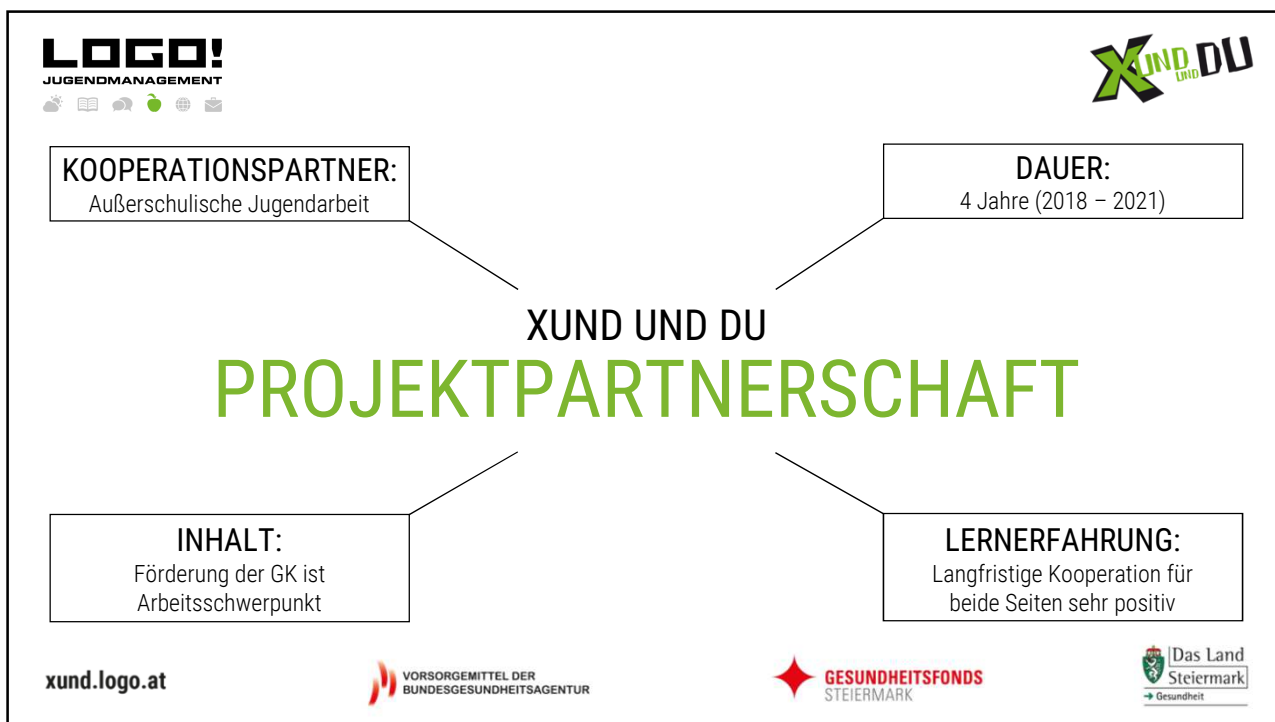 LOGO!
JUGENDMANAGEMENT
XUND UND DU
KOOPERATIONSPARTNER:
Außerschulische Jugendarbeit
DAUER:
4 Jahre (2018 – 2021)
XUND UND DU
PROJEKTPARTNERSCHAFT
INHALT:
Förderung der GK ist
Arbeitsschwerpunkt
LERNERFAHRUNG:
Langfristige Kooperation für
beide Seiten sehr positiv
xund.logo.at
VORSORGEMITTEL DER
BUNDESGESUNDHEITSAGENTUR
GESUNDHEITSFONDS
STEIERMARK
Das Land
Steiermark
→ Gesundheit